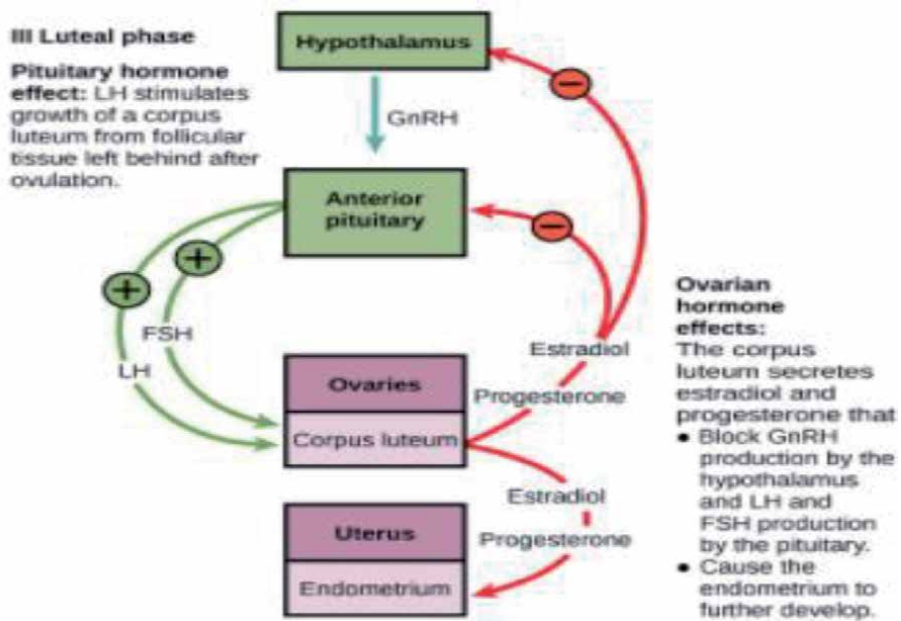 III Luteal phase
Pituitary hormone
effect: LH stimulates
growth of a corpus
luteum from follicular
tissue left behind after
ovulation.
Hypothalamus
GnRH
Anterior
pituitary
FSH
LH
Ovaries
Corpus luteum
Estradiol
Progesterone
Estradiol
Progesterone
Uterus
Endometrium
Ovarian
hormone
effects:
The corpus
luteum secretes
estradiol and
progesterone that
• Block GnRH
production by the
hypothalamus
and LH and
FSH production
by the pituitary.
• Cause the
endometrium to
further develop.